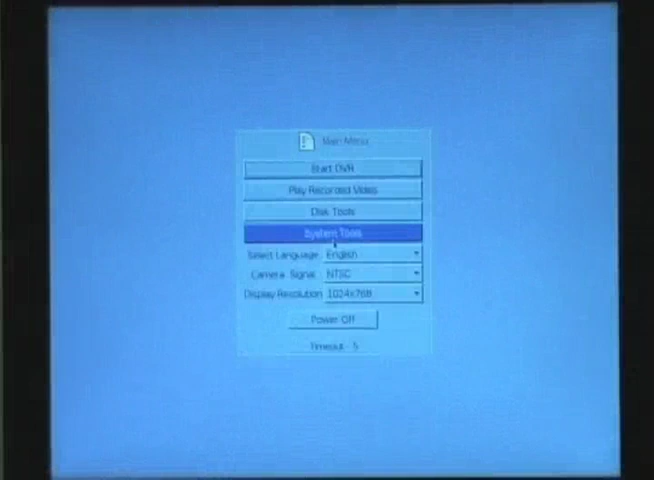 Main Menu
Start DVR
Play Recorded Video
Disk Tools
System Tools
Select Language English
Camera Signal NTSC
Display Resolution 1024x768
Power Off
Timeout - 5